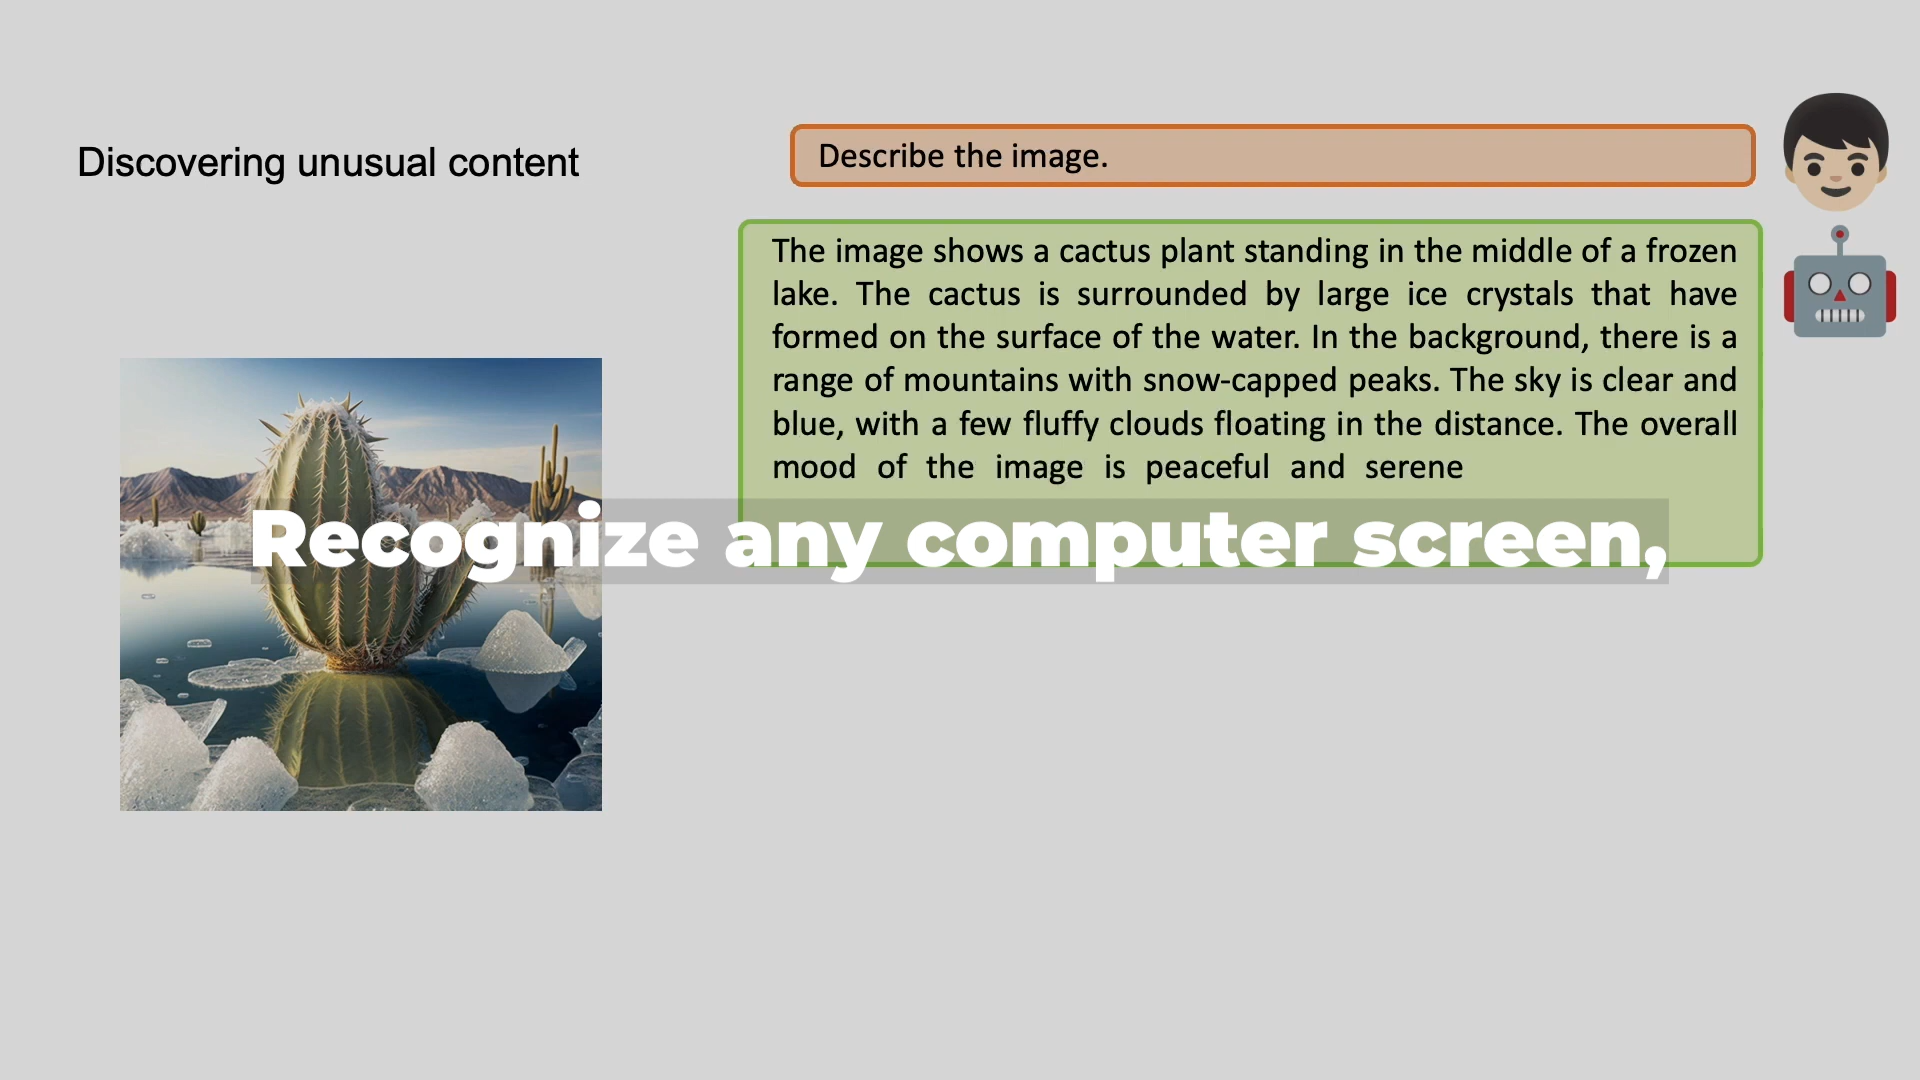 Discovering unusual content
Describe the image.
The image shows a cactus plant standing in the middle of a frozen
lake. The cactus is surrounded by large ice crystals that have
formed on the surface of the water. In the background, there is a
range of mountains with snow-capped peaks. The sky is clear and
blue, with a few fluffy clouds floating in the distance. The overall
mood of the image is peaceful and serene
Recognize any computer screen,